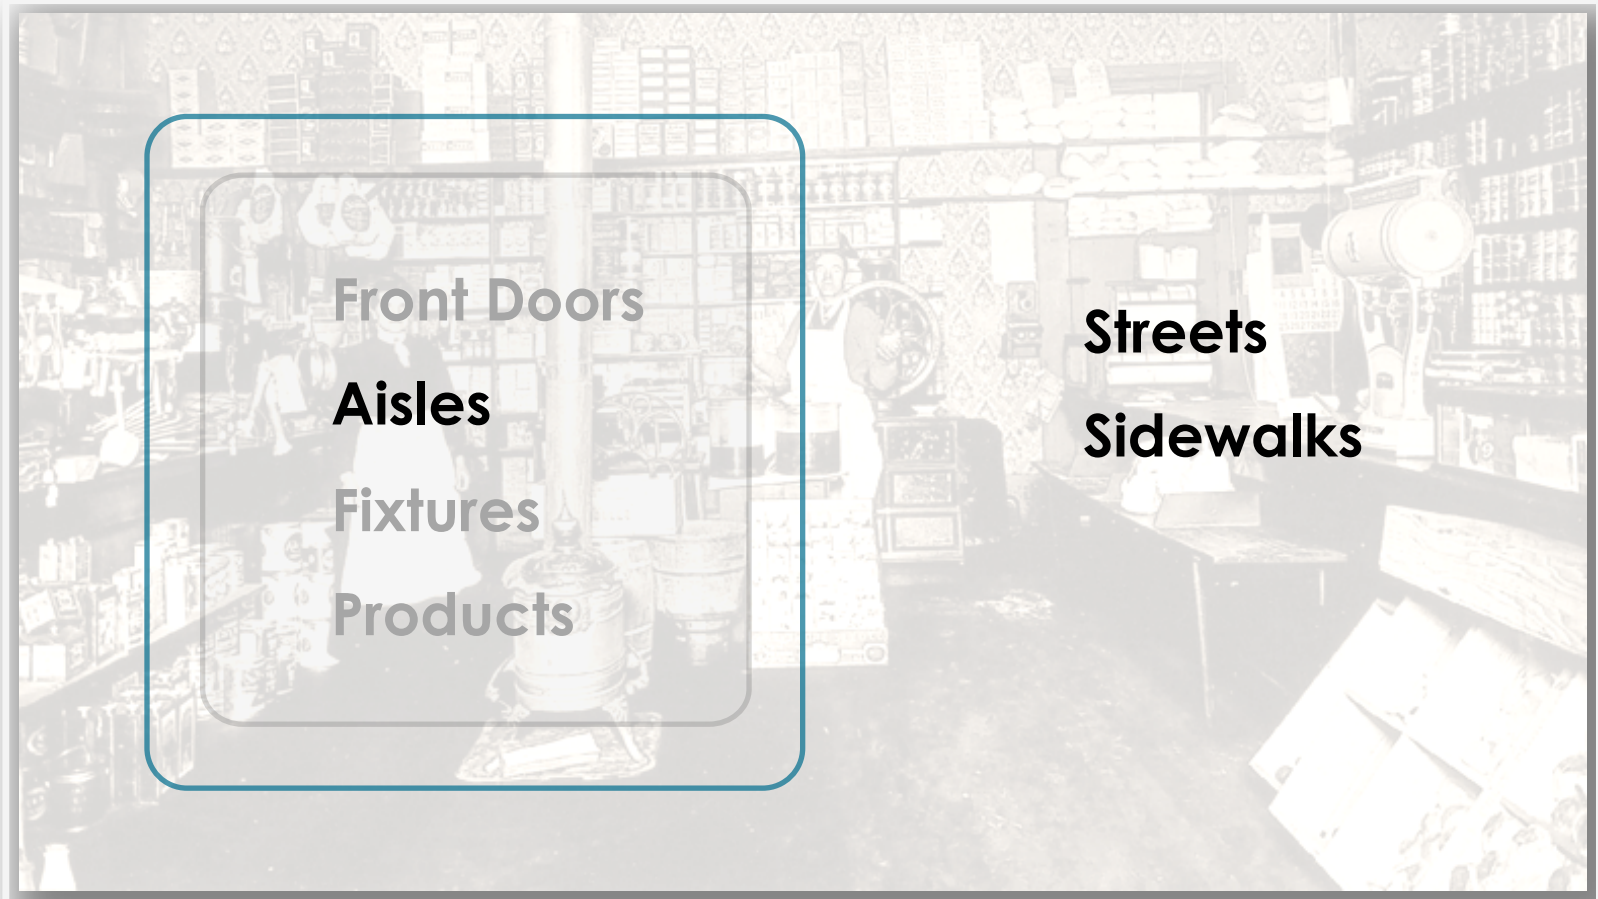 Front Doors
Aisles
Fixtures
Products
Streets
Sidewalks